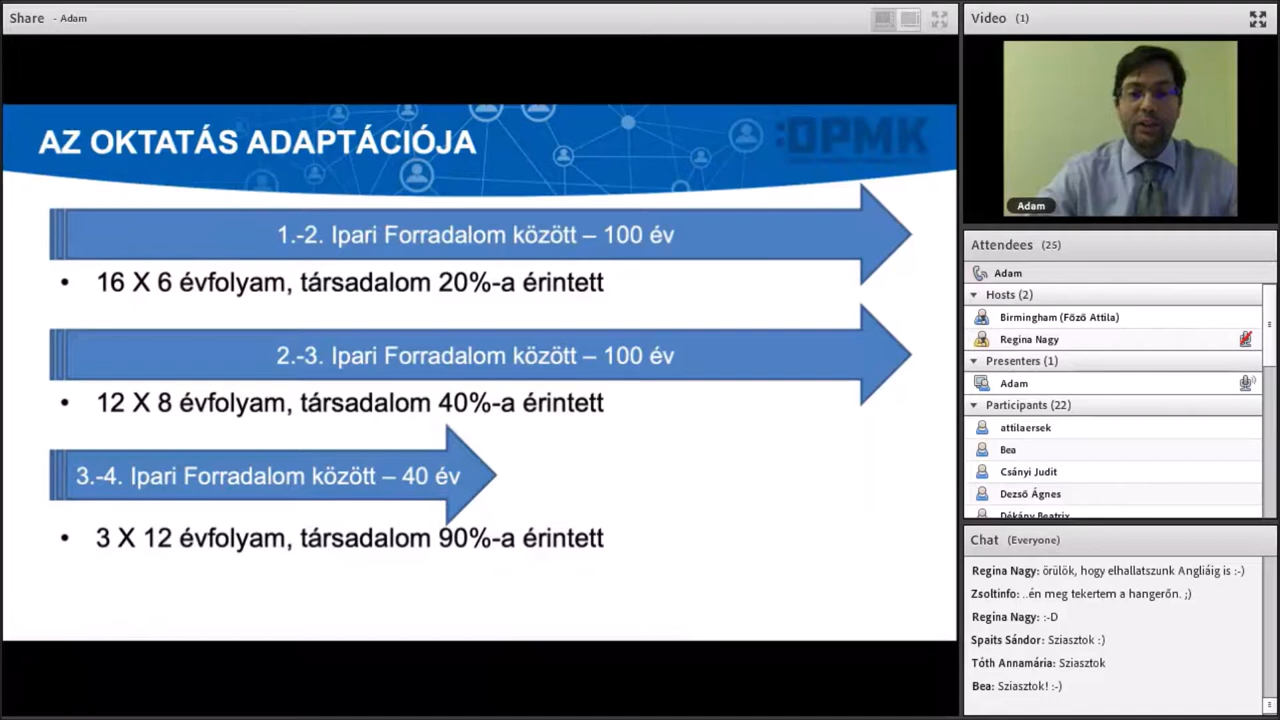 Share - Adam
AZ OKTATÁS ADAPTÁCIÓJA
:OPMK
1.-2. Ipari Forradalom között – 100 év
• 16 X 6 évfolyam, társadalom 20%-a érintett
2.-3. Ipari Forradalom között – 100 év
• 12 X 8 évfolyam, társadalom 40%-a érintett
3.-4. Ipari Forradalom között – 40 év
• 3 X 12 évfolyam, társadalom 90%-a érintett
Video (1)
Adam
Attendees (25)
Adam
Hosts (2)
Birmingham (Főző Attila)
Regina Nagy
Presenters (1)
Adam
Participants (22)
attilaersek
Bea
Csányi Judit
Dezső Ágnes
Dékány Beatrix
Chat (Everyone)
Regina Nagy: örülök, hogy elhallatszunk Angliáig is :-)
Zsoltinfo: ..én meg tekertem a hangerőn. ;)
Regina Nagy: :-D
Spaits Sándor: Sziasztok :)
Tóth Annamária: Sziasztok
Bea: Sziasztok! :-)